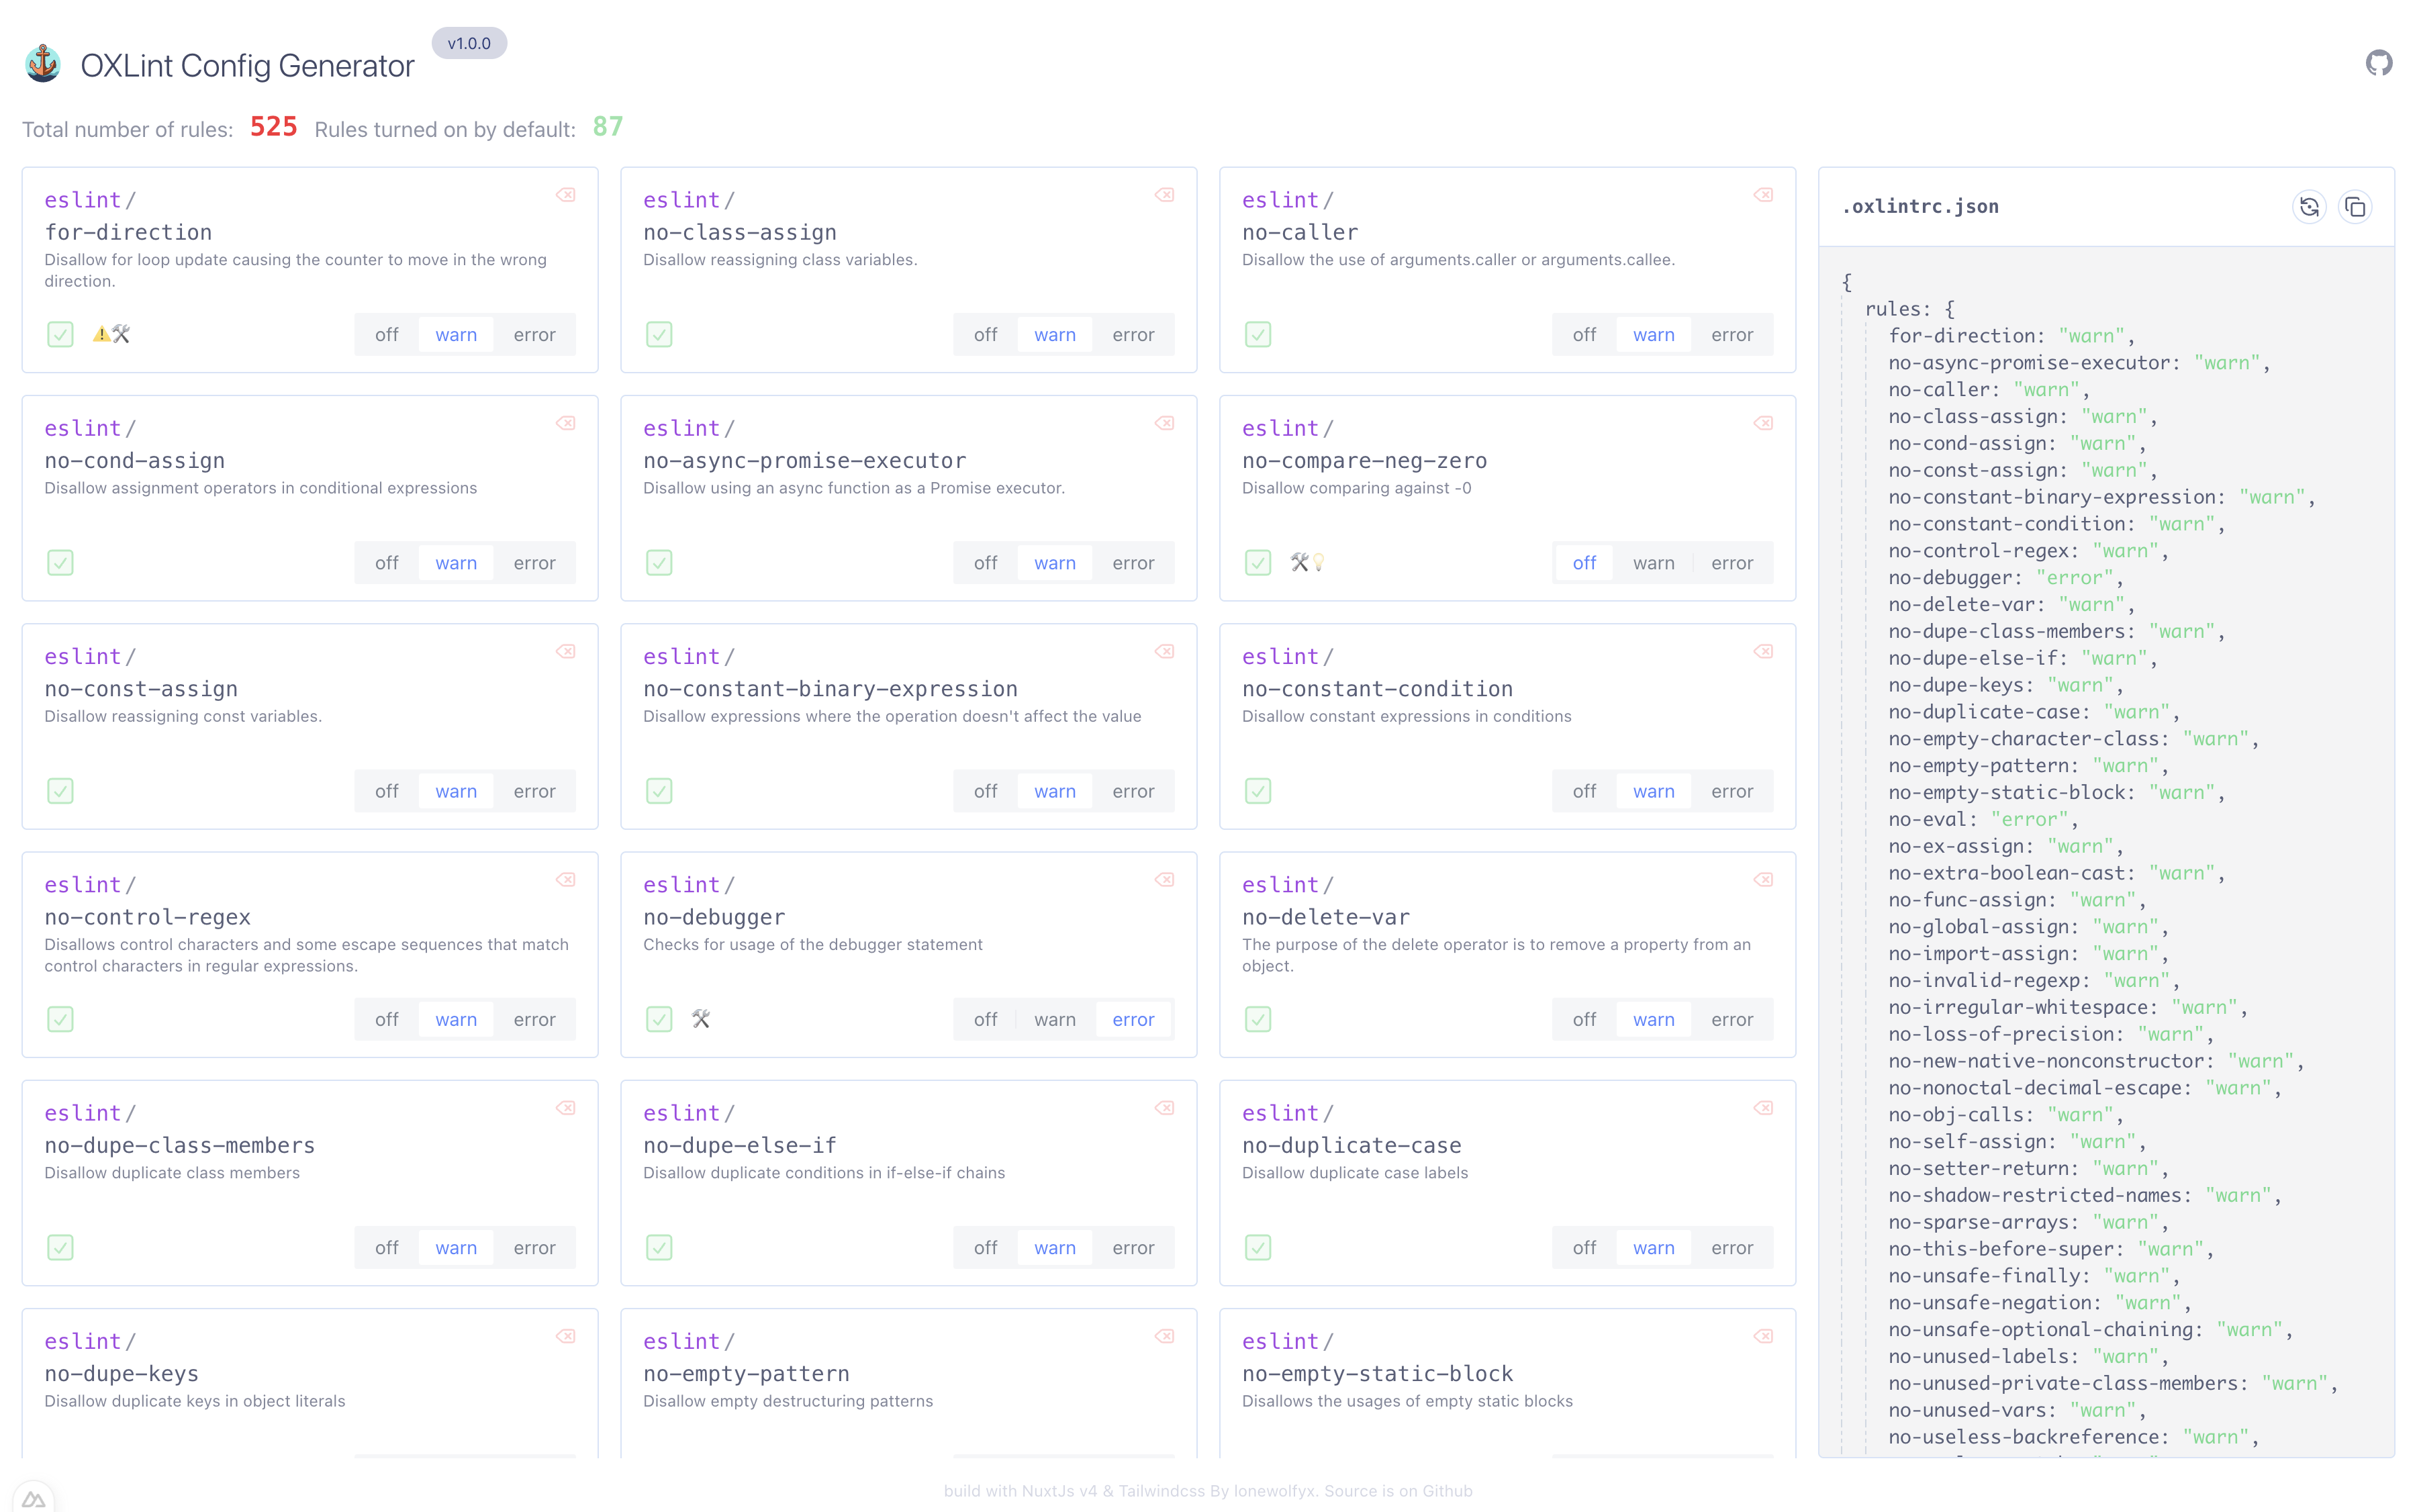 OXLint Config Generator
v1.0.0
Total number of rules: 525 Rules turned on by default: 87
eslint/
for-direction
Disallow for loop update causing the counter to move in the wrong
direction.
off warn error
eslint/
no-class-assign
Disallow reassigning class variables.
off warn error
eslint/
no-caller
Disallow the use of arguments.caller or arguments.callee.
off warn error
eslint/
no-cond-assign
Disallow assignment operators in conditional expressions
off warn error
eslint/
no-async-promise-executor
Disallow using an async function as a Promise executor.
off warn error
eslint/
no-compare-neg-zero
Disallow comparing against -0
off warn error
eslint/
no-const-assign
Disallow reassigning const variables.
off warn error
eslint/
no-constant-binary-expression
Disallow expressions where the operation doesn't affect the value
off warn error
eslint/
no-constant-condition
Disallow constant expressions in conditions
off warn error
eslint/
no-control-regex
Disallows control characters and some escape sequences that match
control characters in regular expressions.
off warn error
eslint/
no-debugger
Checks for usage of the debugger statement
off warn error
eslint/
no-delete-var
The purpose of the delete operator is to remove a property from an
object.
off warn error
eslint/
no-dupe-class-members
Disallow duplicate class members
off warn error
eslint/
no-dupe-else-if
Disallow duplicate conditions in if-else-if chains
off warn error
eslint/
no-duplicate-case
Disallow duplicate case labels
off warn error
eslint/
no-dupe-keys
Disallow duplicate keys in object literals
eslint/
no-empty-pattern
Disallow empty destructuring patterns
eslint/
no-empty-static-block
Disallows the usages of empty static blocks
.oxlintrc.json
{
rules: {
for-direction: "warn",
no-async-promise-executor: "warn",
no-caller: "warn",
no-class-assign: "warn",
no-cond-assign: "warn",
no-const-assign: "warn",
no-constant-binary-expression: "warn",
no-constant-condition: "warn",
no-control-regex: "warn",
no-debugger: "error",
no-delete-var: "warn",
no-dupe-class-members: "warn",
no-dupe-else-if: "warn",
no-dupe-keys: "warn",
no-duplicate-case: "warn",
no-empty-character-class: "warn",
no-empty-pattern: "warn",
no-empty-static-block: "warn",
no-eval: "error",
no-ex-assign: "warn",
no-extra-boolean-cast: "warn",
no-func-assign: "warn",
no-global-assign: "warn",
no-import-assign: "warn",
no-invalid-regexp: "warn",
no-irregular-whitespace: "warn",
no-loss-of-precision: "warn",
no-new-native-nonconstructor: "warn",
no-nonoctal-decimal-escape: "warn",
no-obj-calls: "warn",
no-self-assign: "warn",
no-setter-return: "warn",
no-shadow-restricted-names: "warn",
no-sparse-arrays: "warn",
no-this-before-super: "warn",
no-unsafe-finally: "warn",
no-unsafe-negation: "warn",
no-unsafe-optional-chaining: "warn",
no-unused-labels: "warn",
no-unused-private-class-members: "warn",
no-unused-vars: "warn",
no-useless-backreference: "warn",
build with NuxtJs v4 & Tailwindcss By lonewolfyx. Source is on Github